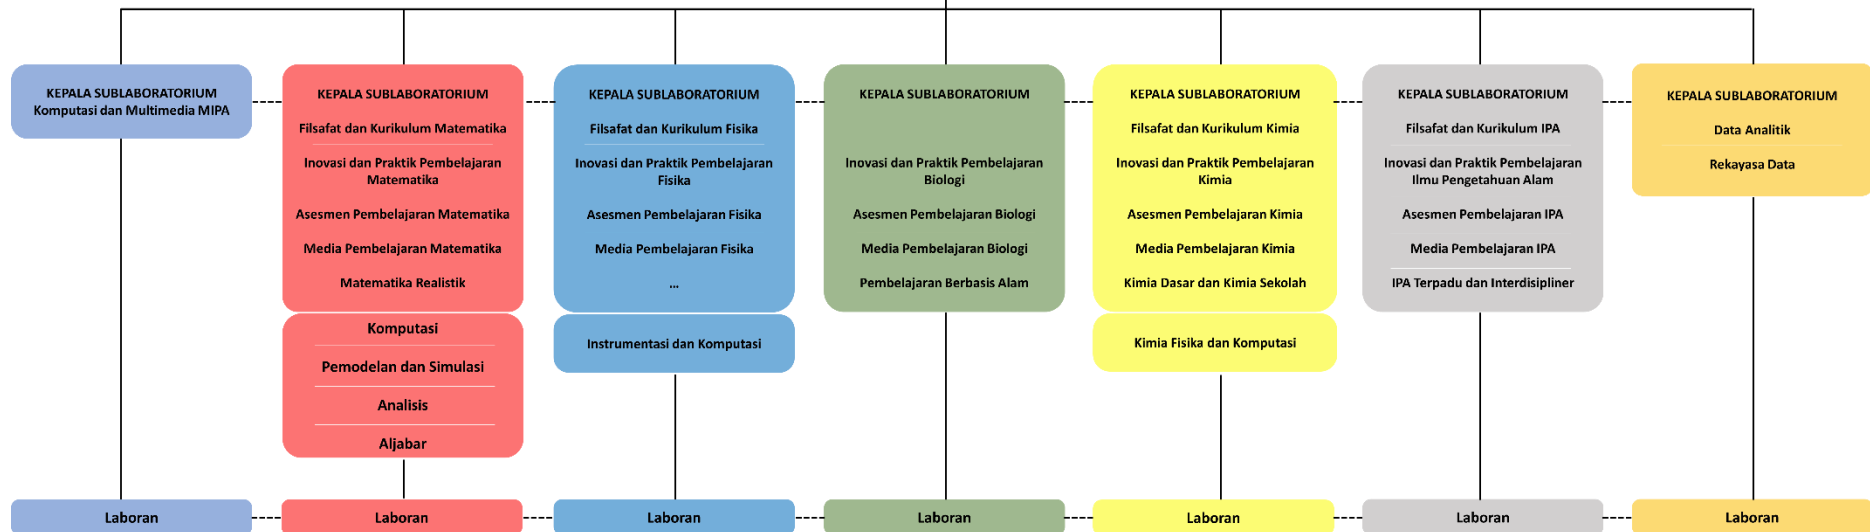 KEPALA SUBLABORATORIUM
Komputasi dan Multimedia MIPA
KEPALA SUBLABORATORIUM
Filsafat dan Kurikulum Matematika
Inovasi dan Praktik Pembelajaran
Matematika
Asesmen Pembelajaran Matematika
Media Pembelajaran Matematika
Matematika Realistik
Komputasi
Pemodelan dan Simulasi
Analisis
Aljabar
KEPALA SUBLABORATORIUM
Filsafat dan Kurikulum Fisika
Inovasi dan Praktik Pembelajaran
Fisika
Asesmen Pembelajaran Fisika
Media Pembelajaran Fisika
...
Instrumentasi dan Komputasi
KEPALA SUBLABORATORIUM
Inovasi dan Praktik Pembelajaran
Biologi
Asesmen Pembelajaran Biologi
Media Pembelajaran Biologi
Pembelajaran Berbasis Alam
KEPALA SUBLABORATORIUM
Filsafat dan Kurikulum Kimia
Inovasi dan Praktik Pembelajaran
Kimia
Asesmen Pembelajaran Kimia
Media Pembelajaran Kimia
Kimia Dasar dan Kimia Sekolah
Kimia Fisika dan Komputasi
KEPALA SUBLABORATORIUM
Filsafat dan Kurikulum IPA
Inovasi dan Praktik Pembelajaran
Ilmu Pengetahuan Alam
Asesmen Pembelajaran IPA
Media Pembelajaran IPA
IPA Terpadu dan Interdisipliner
KEPALA SUBLABORATORIUM
Data Analitik
Rekayasa Data
Laboran
Laboran
Laboran
Laboran
Laboran
Laboran
Laboran